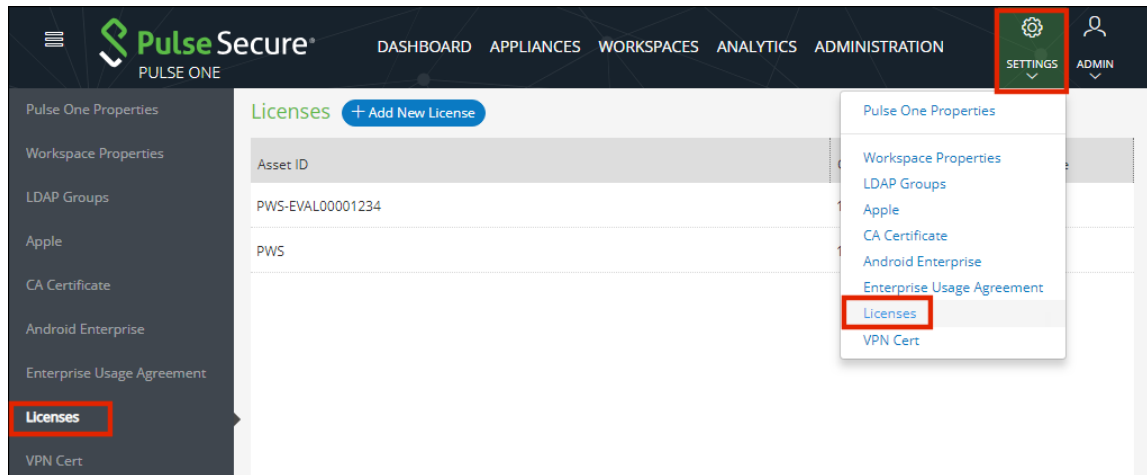 Pulse Secure®
PULSE ONE
DASHBOARD APPLIANCES WORKSPACES ANALYTICS ADMINISTRATION
SETTINGS
ADMIN
Pulse One Properties
Workspace Properties
LDAP Groups
Apple
CA Certificate
Android Enterprise
Enterprise Usage Agreement
Licenses
VPN Cert
Licenses + Add New License
Asset ID
PWS-EVAL00001234
PWS
Pulse One Properties
Workspace Properties
LDAP Groups
Apple
CA Certificate
Android Enterprise
Enterprise Usage Agreement
Licenses
VPN Cert